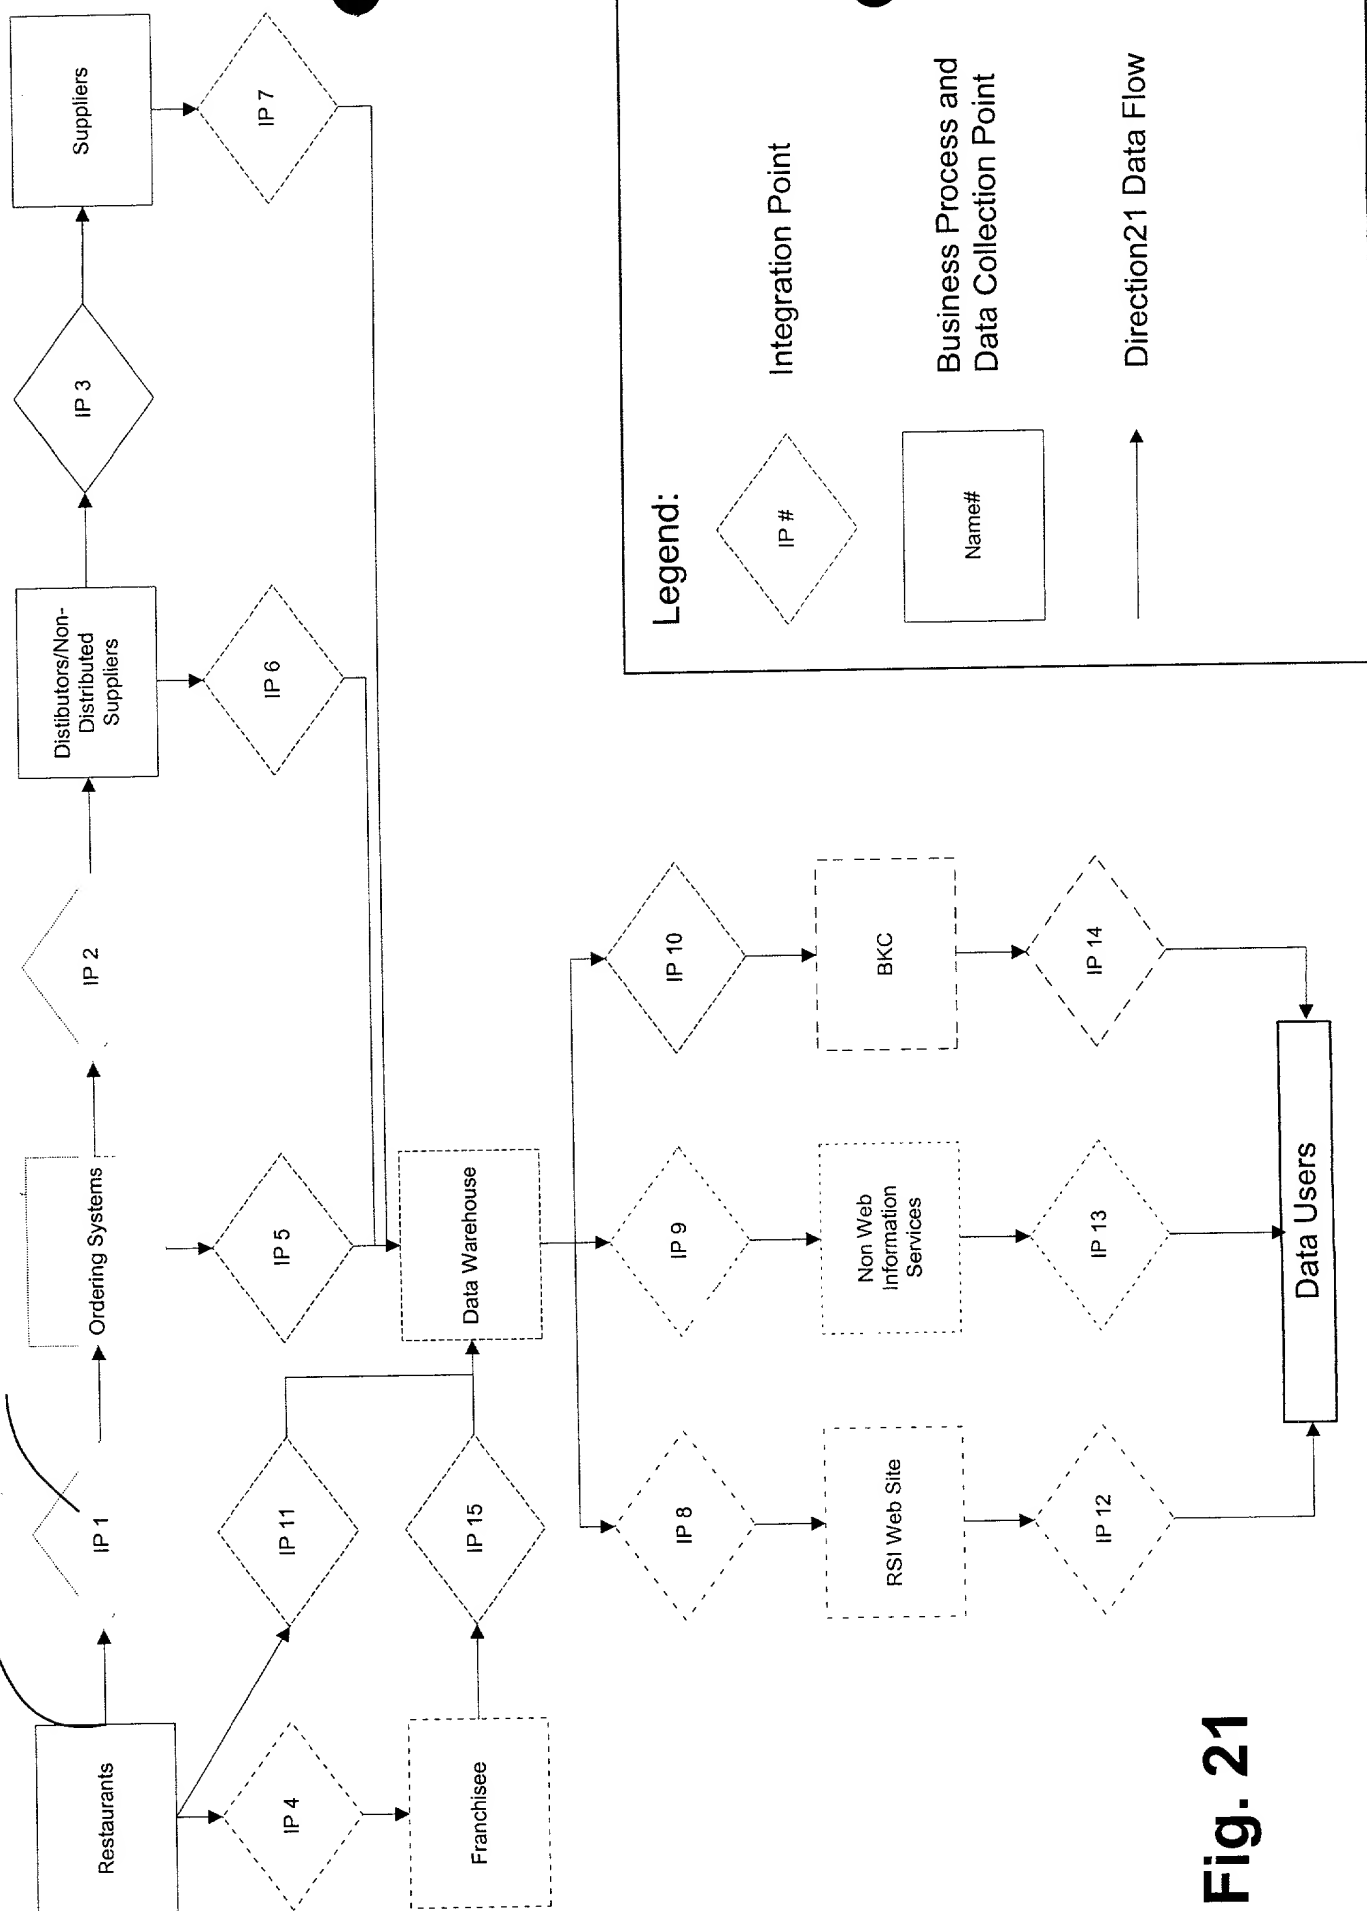 Restaurants
IP 1
Ordering Systems
IP 2
Distibutors/Non-
Distributed
Suppliers
IP 3
Suppliers
IP 4
IP 11
IP 5
IP 6
IP 7
Franchisee
IP 15
Data Warehouse
IP 8
IP 9
IP 10
RSI Web Site
Non Web
Information
Services
BKC
IP 12
IP 13
IP 14
Data Users
Legend:
IP #
Integration Point
Name#
Business Process and
Data Collection Point
Direction21 Data Flow
Fig. 21